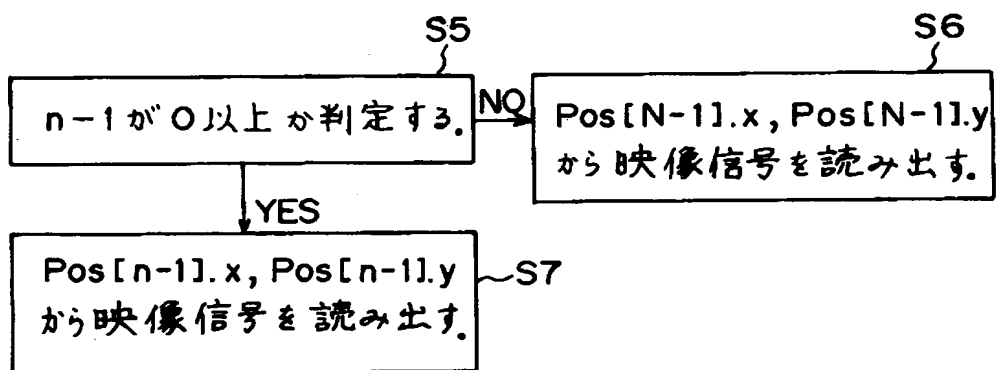 S5
n-1が0以上か判定する.
NO
S6
Pos[N-1].x, Pos[N-1].y
から映像信号を読み出す.
YES
Pos[n-1].x, Pos[n-1].y
から映像信号を読み出す.
S7